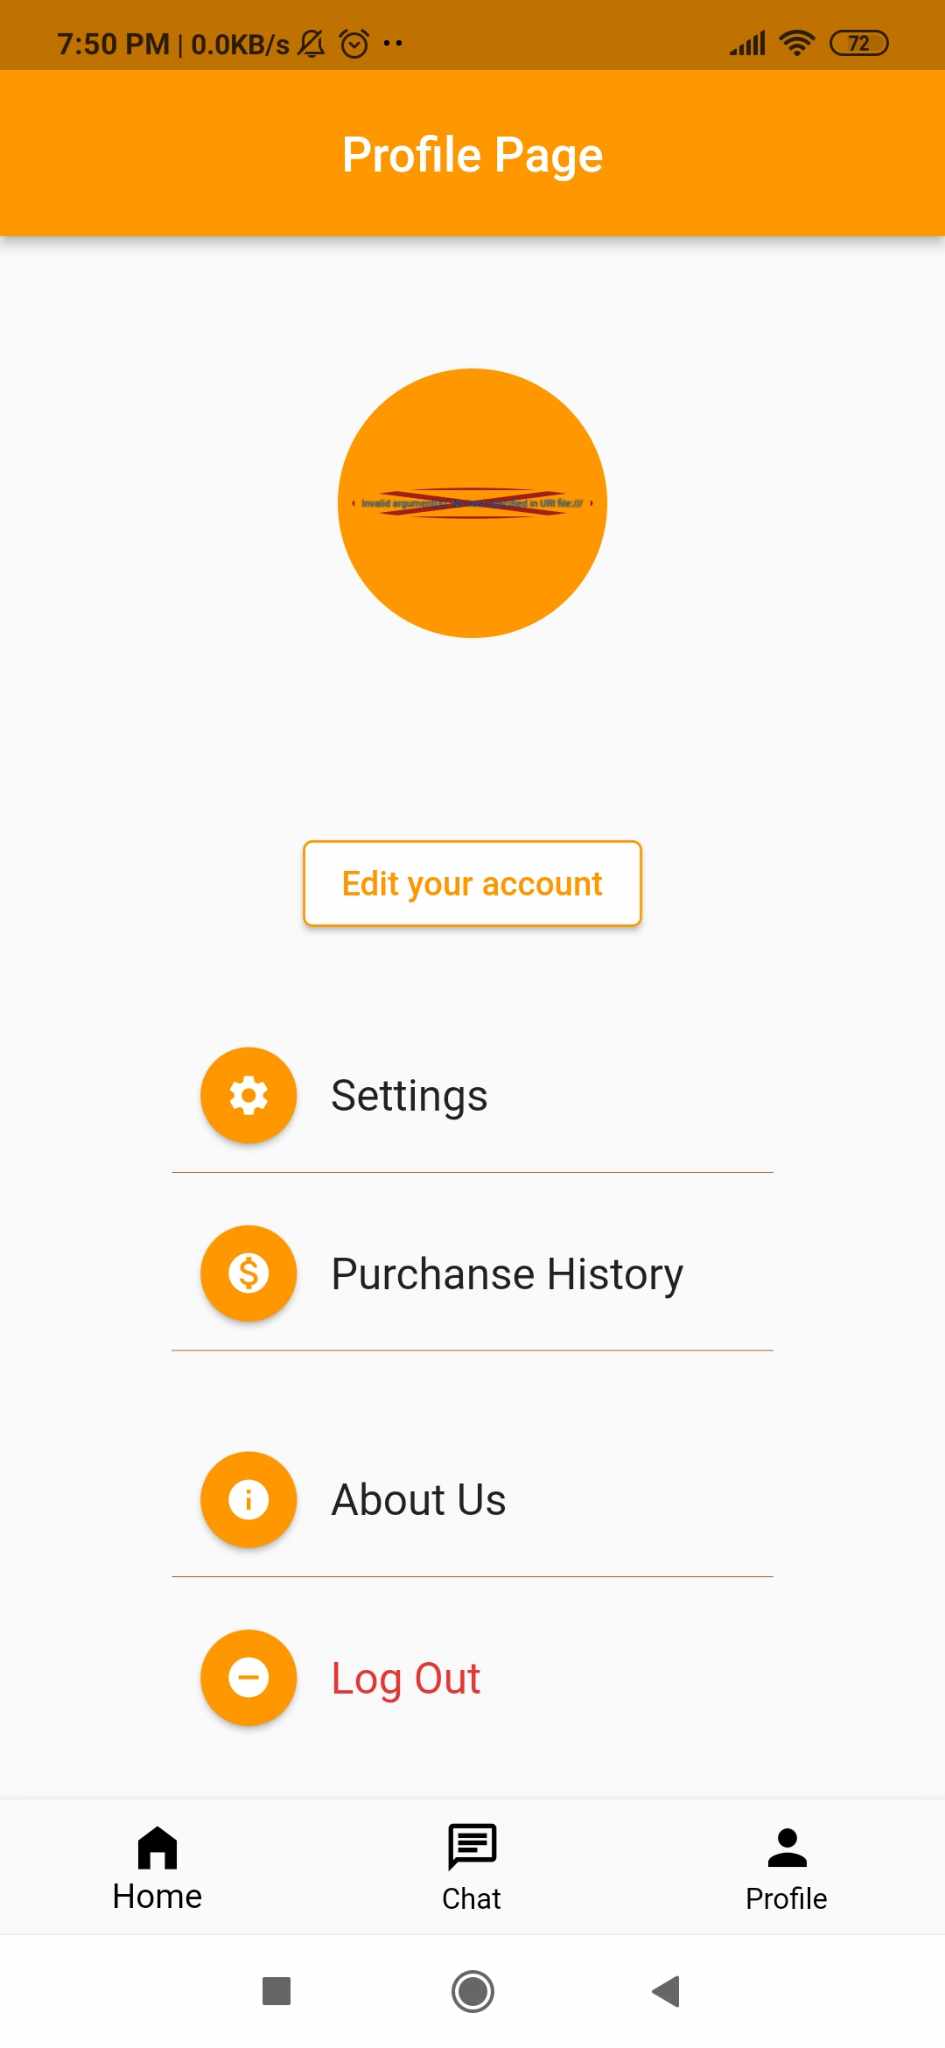 7:50 PM | 0.0KB/s
72
Profile Page
Invalid argument in URI file:///
Edit your account
Settings
Purchanse History
About Us
Log Out
Home
Chat
Profile